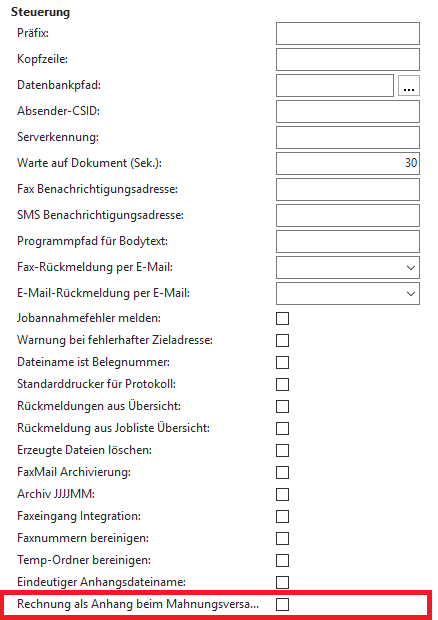 Steuerung
Präfix:
Kopfzeile:
Datenbankpfad: ...
Absender-CSID:
Serverkennung:
Warte auf Dokument (Sek.): 30
Fax Benachrichtigungsadresse:
SMS Benachrichtigungsadresse:
Programmpfad für Bodytext:
Fax-Rückmeldung per E-Mail:
E-Mail-Rückmeldung per E-Mail:
Jobannahmefehler melden:
Warnung bei fehlerhafter Zieladresse:
Dateiname ist Belegnummer:
Standarddrucker für Protokoll:
Rückmeldungen aus Übersicht:
Rückmeldung aus Jobliste Übersicht:
Erzeugte Dateien löschen:
FaxMail Archivierung:
Archiv JJJJMM:
Faxeingang Integration:
Faxnummern bereinigen:
Temp-Ordner bereinigen:
Eindeutiger Anhangsdateiname:
Rechnung als Anhang beim Mahnungsversa...